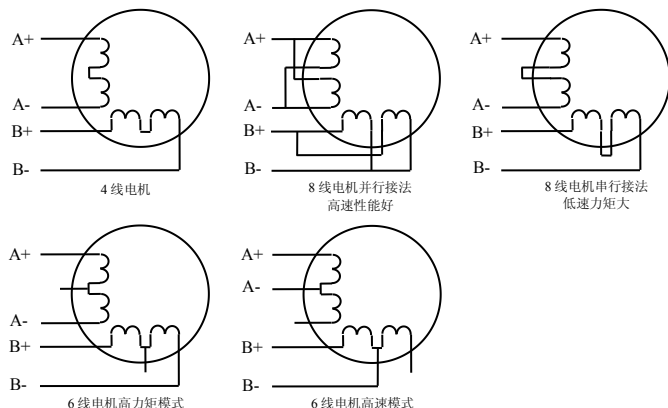 A+
A-
B+
B-
4 线电机
A+
A-
B+
B-
8 线电机并行接法
高速性能好
A+
A-
B+
B-
8 线电机串行接法
低速力矩大
A+
A-
B+
B-
6 线电机高力矩模式
A+
A-
B+
B-
6 线电机高速模式